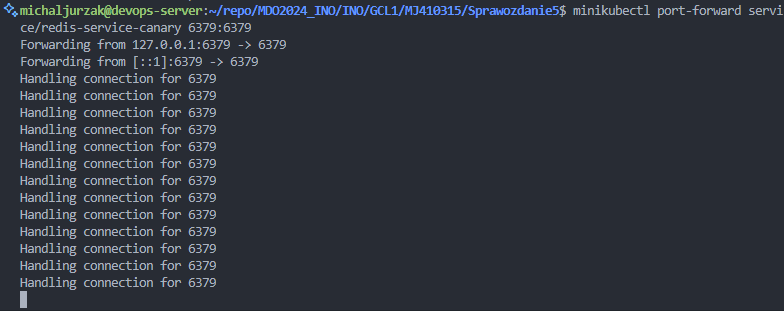 michaljurzak@devops-server:~/repo/MDO2024_INO/INO/GCL1/MJ410315/Sprawozdanie5$ minikubectl port-forward servi
ce/redis-service-canary 6379:6379
Forwarding from 127.0.0.1:6379 -> 6379
Forwarding from [::1]:6379 -> 6379
Handling connection for 6379
Handling connection for 6379
Handling connection for 6379
Handling connection for 6379
Handling connection for 6379
Handling connection for 6379
Handling connection for 6379
Handling connection for 6379
Handling connection for 6379
Handling connection for 6379
Handling connection for 6379
Handling connection for 6379
Handling connection for 6379